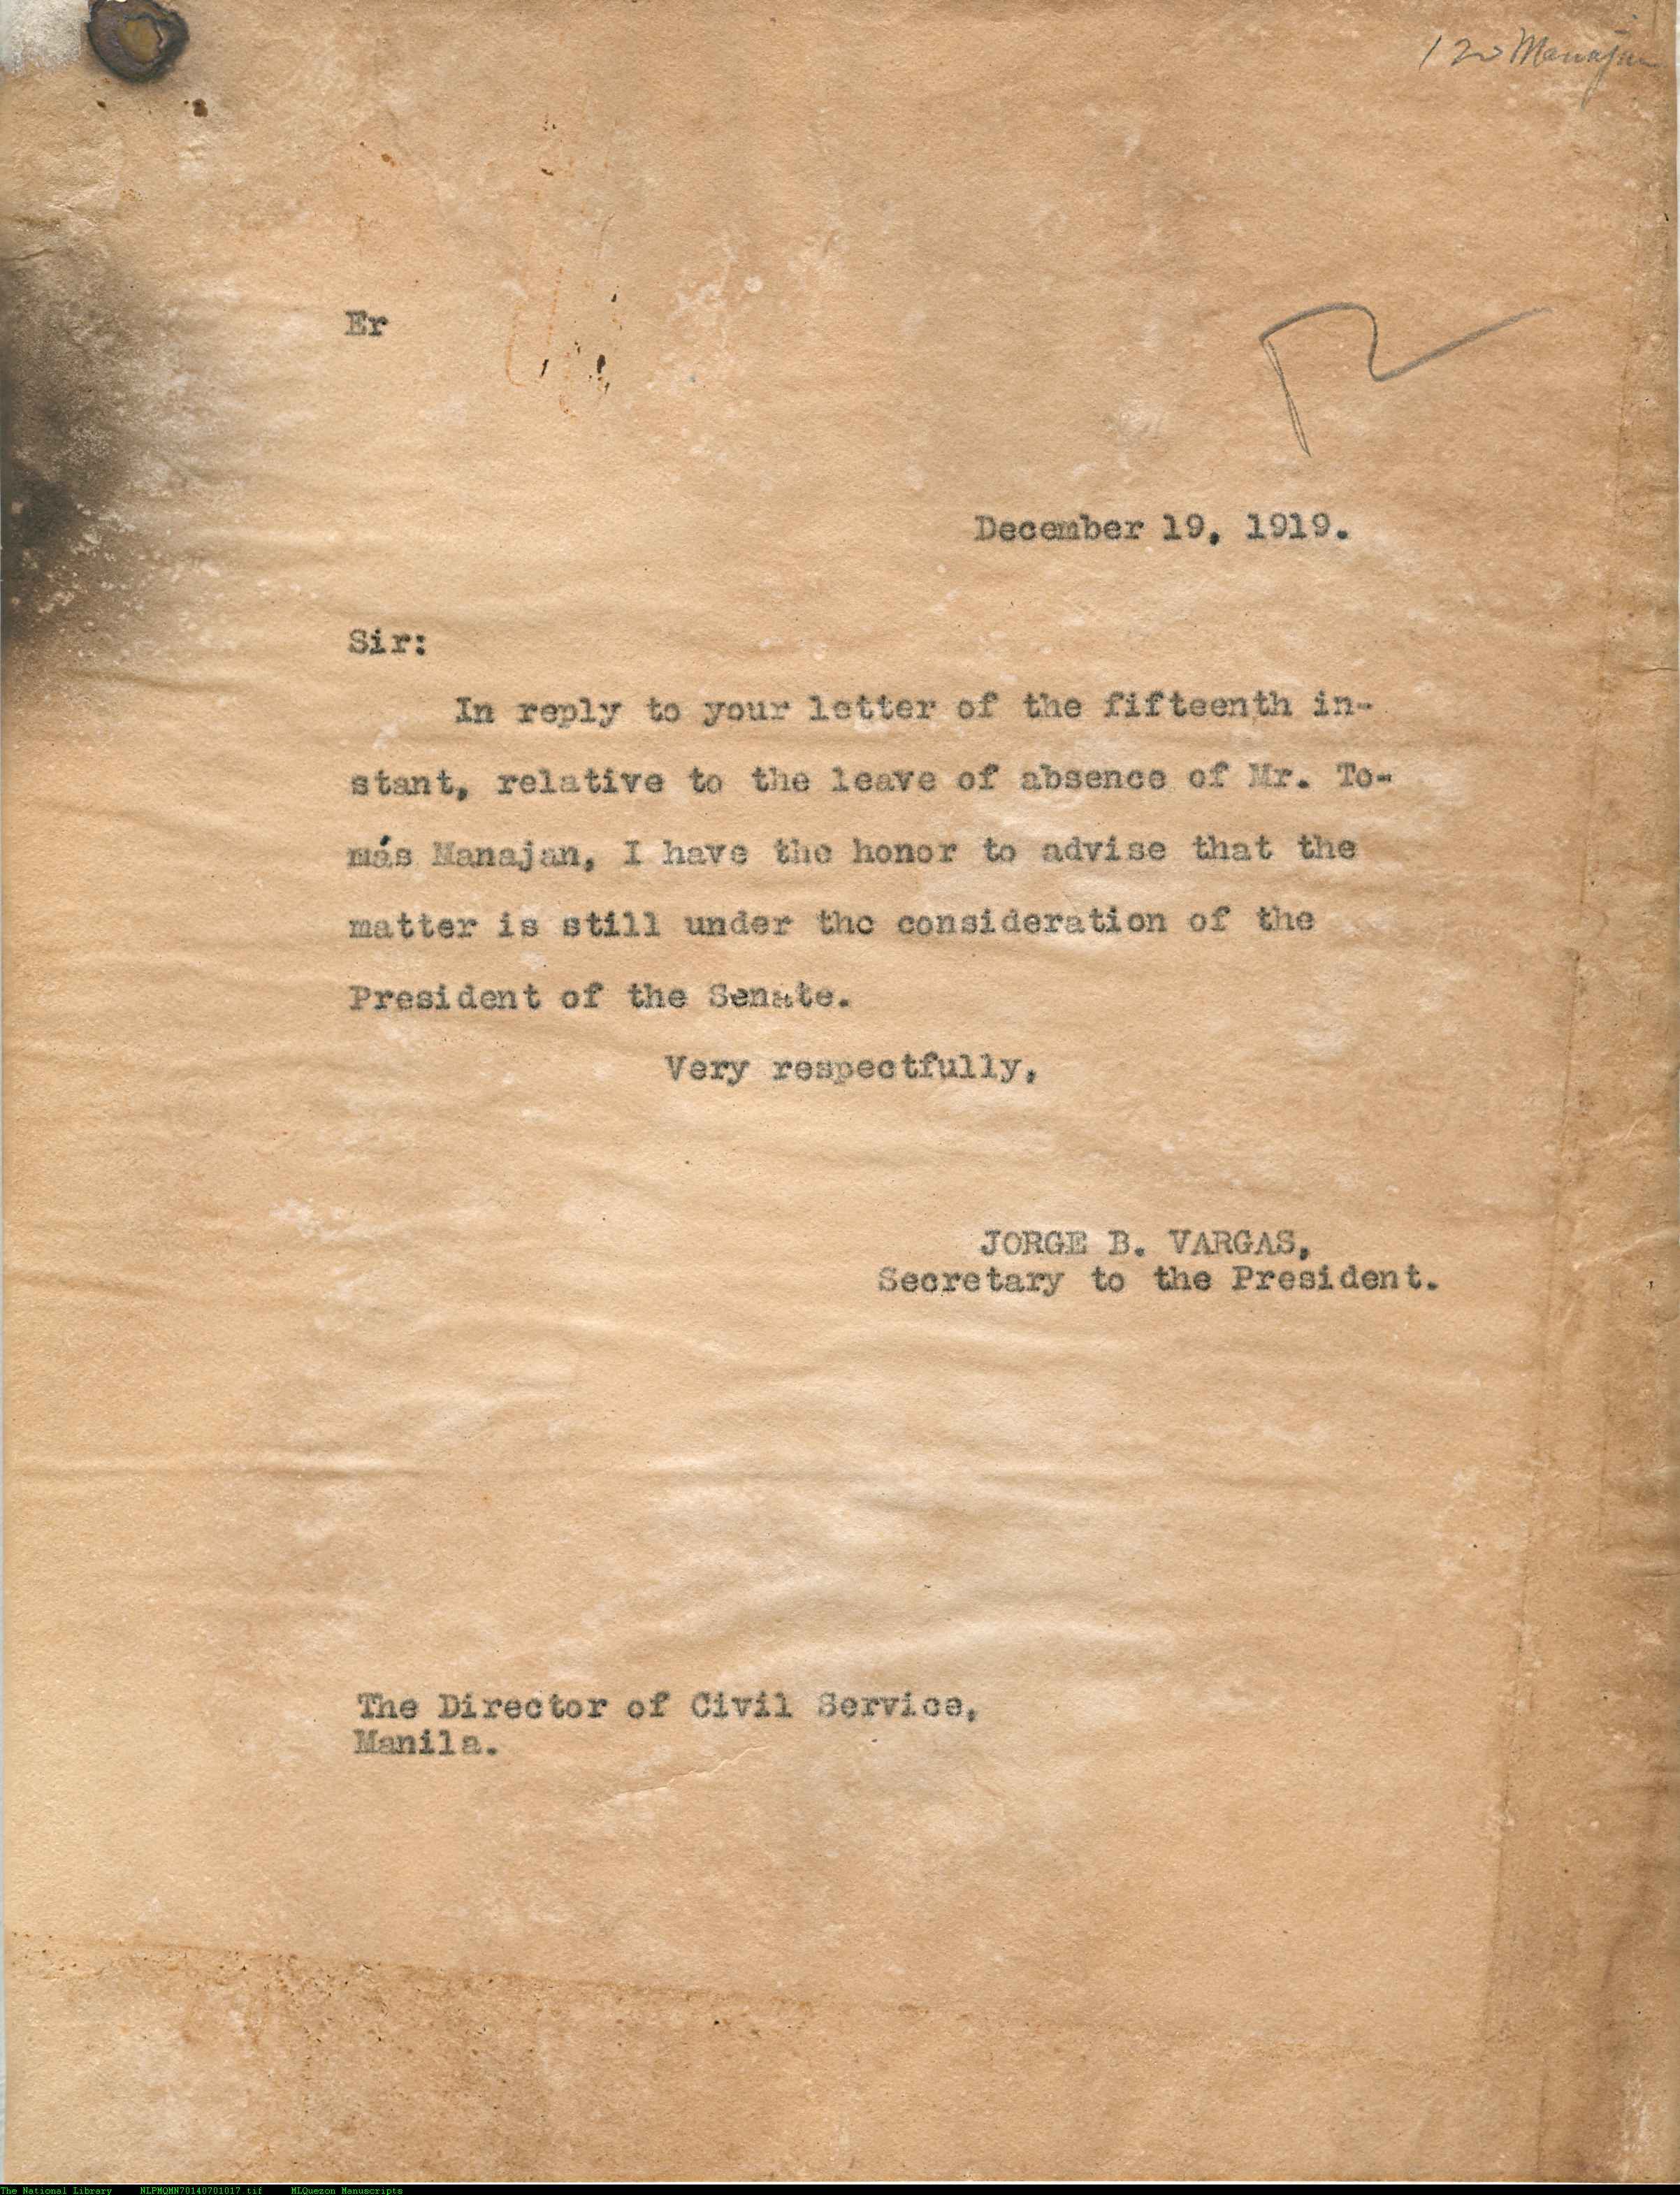 120 Manajan
Er
December 19, 1919.
Sir:
In reply to your letter of the fifteenth in-
stant, relative to the leave of absence of Mr. To-
más Manajan, I have the honor to advise that the
matter is still under the consideration of the
President of the Senate.
Very respectfully,
JORGE B. VARGAS,
Secretary to the President.
The Director of Civil Service,
Manila.
The National Library NLPMQMN70140701017.tif MLQuezon Manuscripts